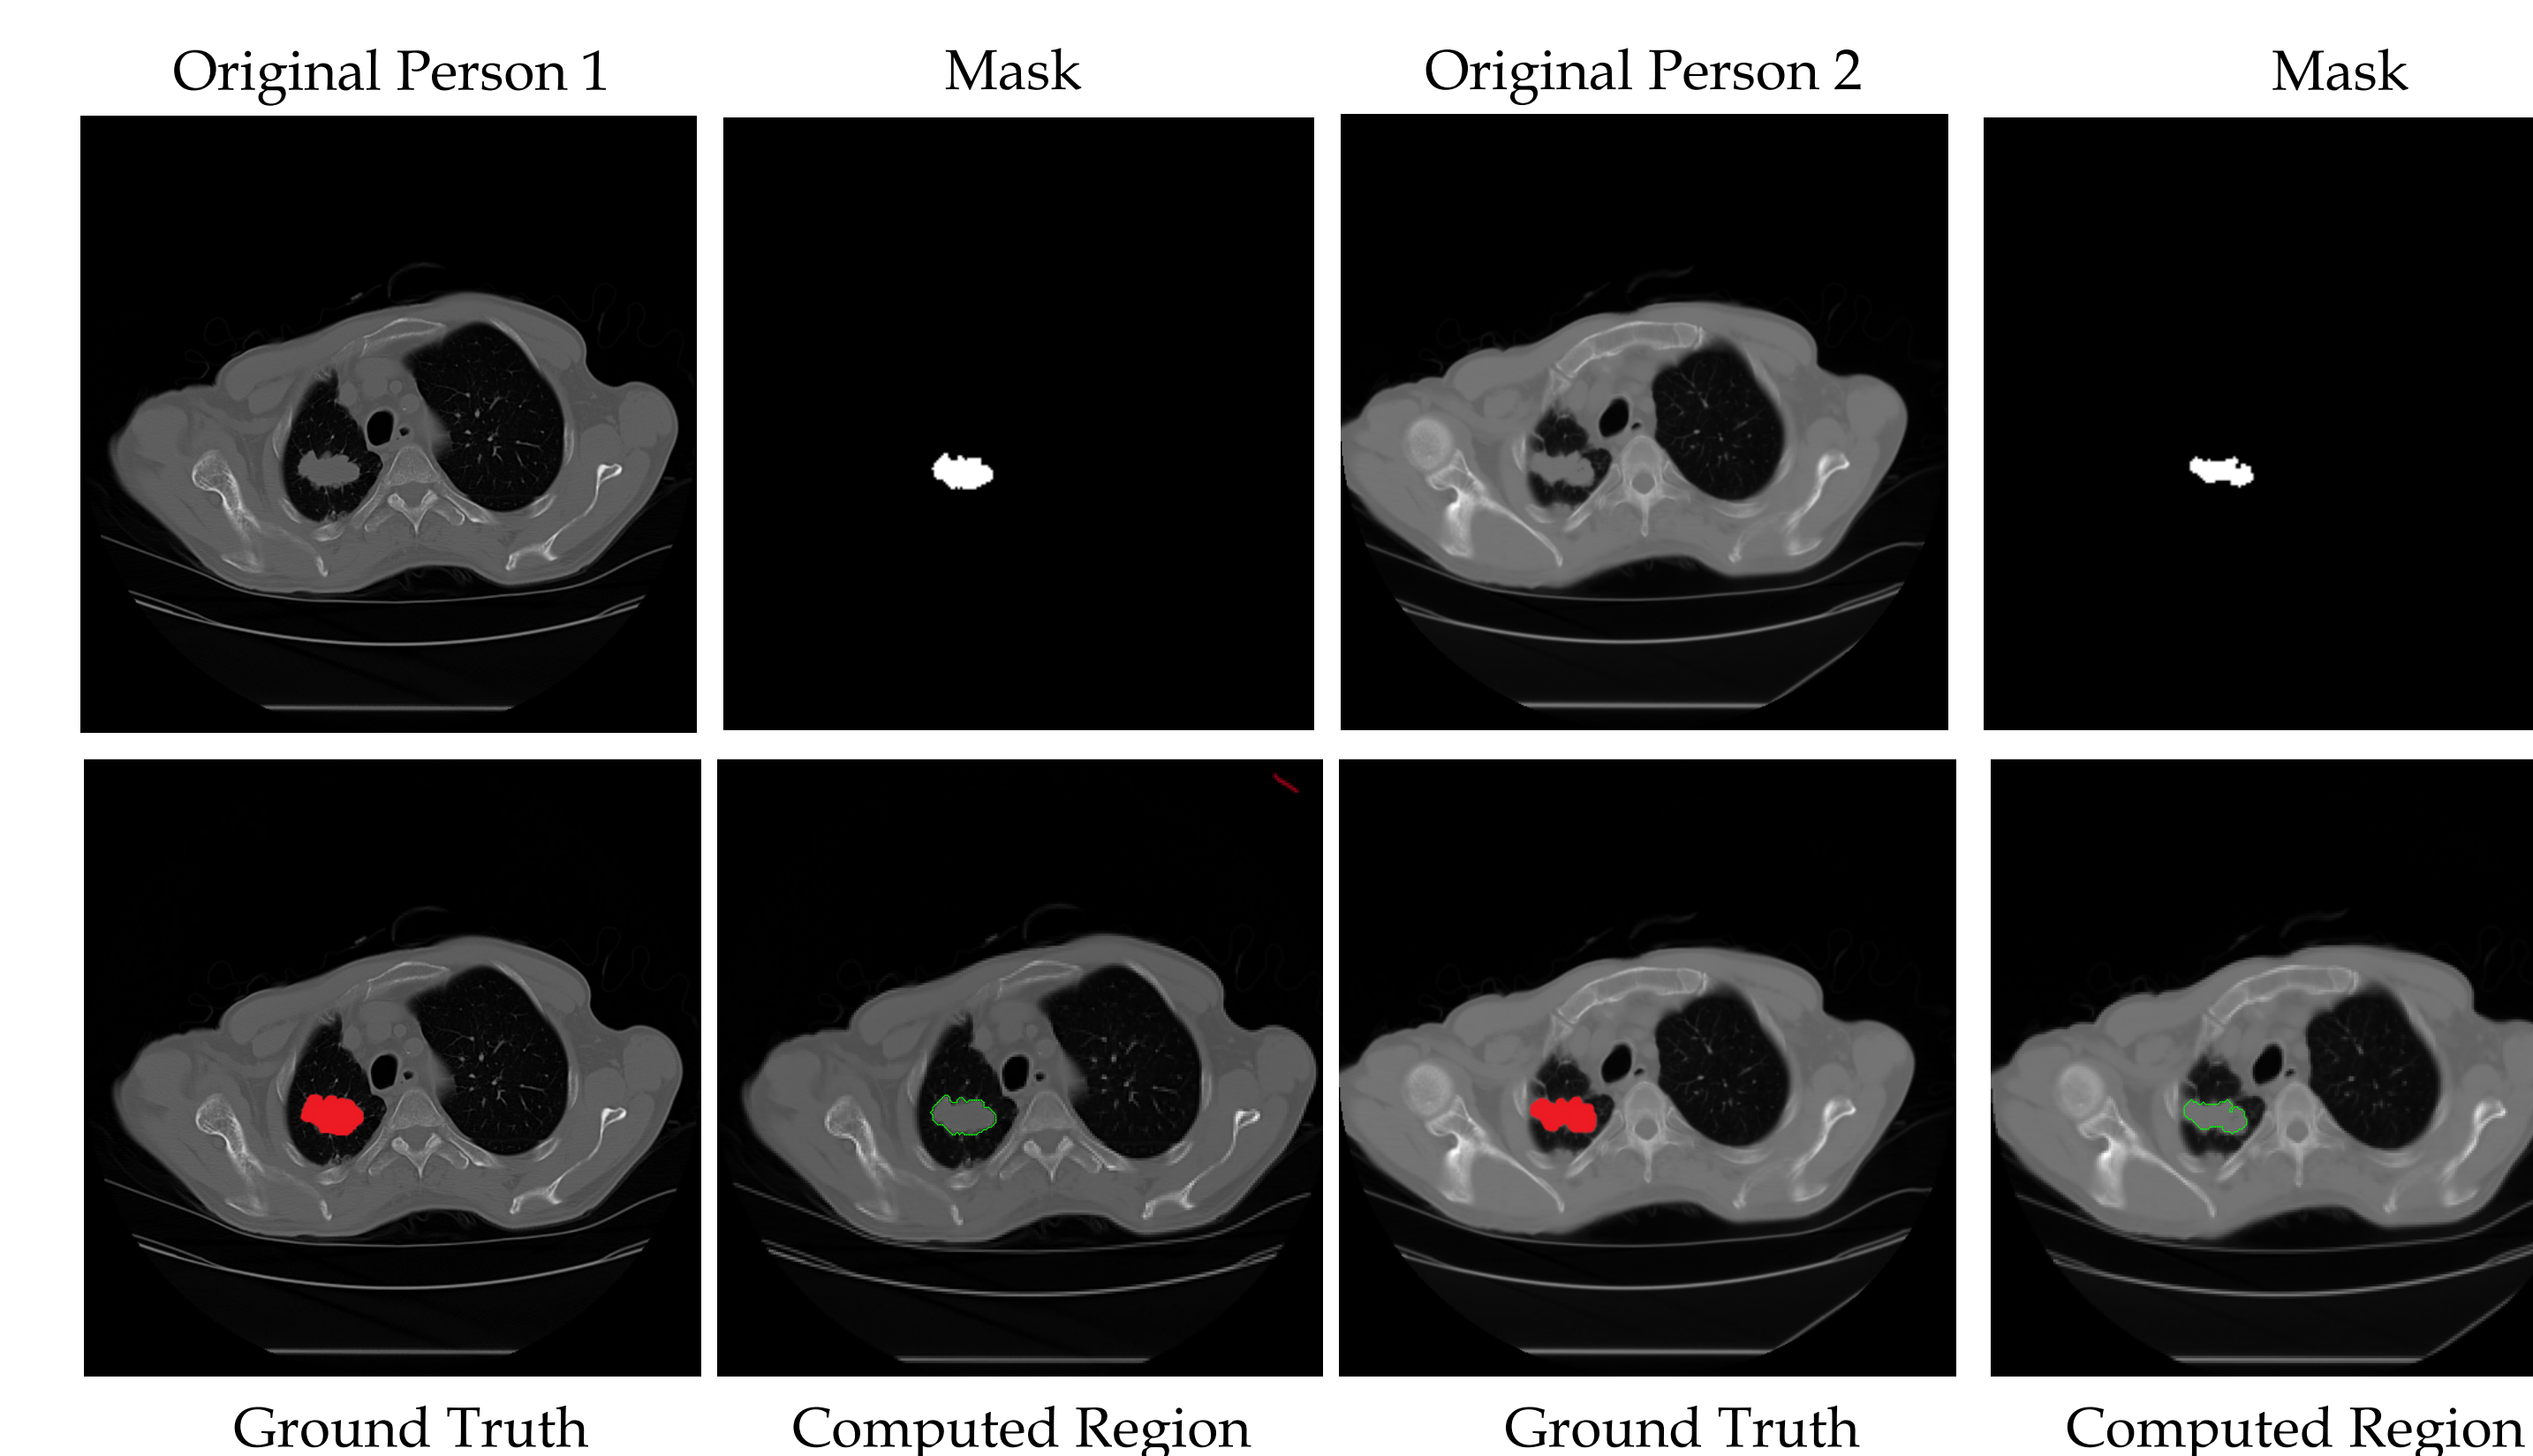 Original Person 1
Mask
Original Person 2
Mask
Ground Truth
Computed Region
Ground Truth
Computed Region